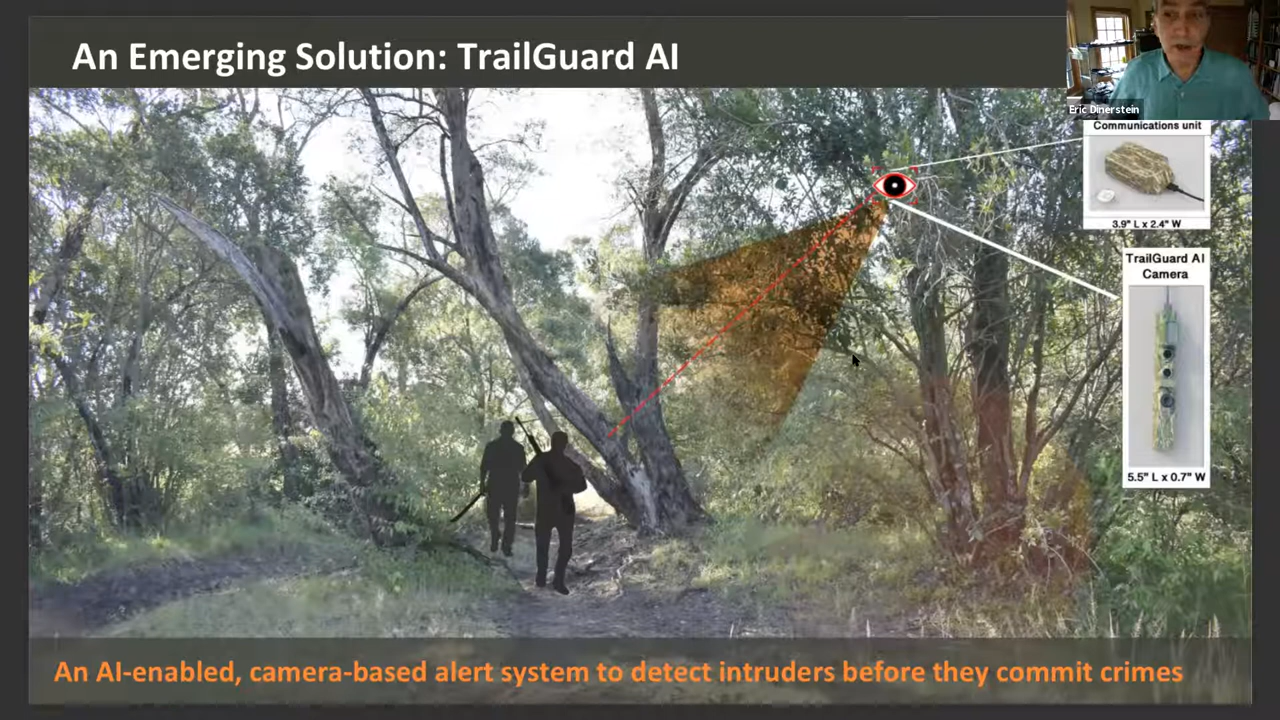 An Emerging Solution: TrailGuard AI
Eric Dinerstein
Communications unit
3.9" L x 2.4" W
TrailGuard AI
Camera
5.5" L x 0.7" W
An AI-enabled, camera-based alert system to detect intruders before they commit crimes